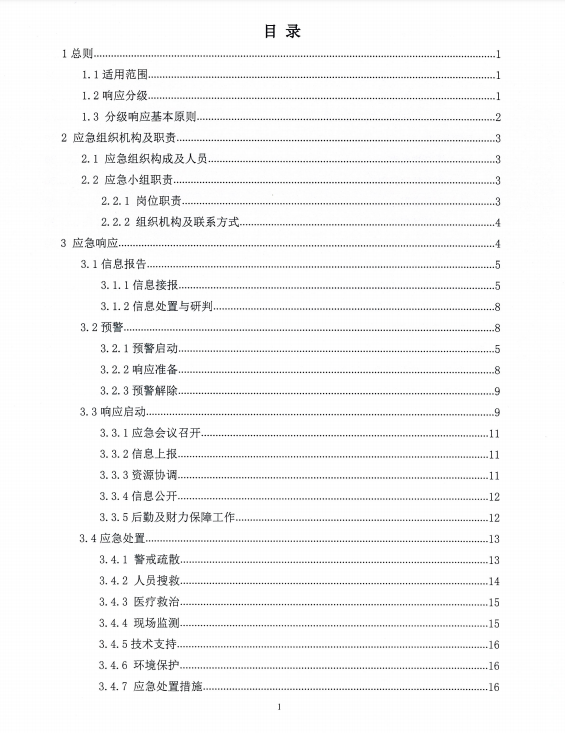 目 录
1 总则........1
1.1 适用范围........1
1.2 响应分级........1
1.3 分级响应基本原则........2
2 应急组织机构及职责........3
2.1 应急组织构成及人员........3
2.2 应急小组职责........3
2.2.1 岗位职责........3
2.2.2 组织机构及联系方式........4
3 应急响应........4
3.1 信息报告........5
3.1.1 信息接报........5
3.1.2 信息处置与研判........8
3.2 预警........8
3.2.1 预警启动........5
3.2.2 响应准备........8
3.2.3 预警解除........9
3.3 响应启动........9
3.3.1 应急会议召开........11
3.3.2 信息上报........11
3.3.3 资源协调........11
3.3.4 信息公开........12
3.3.5 后勤及财力保障工作........12
3.4 应急处置........13
3.4.1 警戒疏散........13
3.4.2 人员搜救........14
3.4.3 医疗救治........15
3.4.4 现场监测........15
3.4.5 技术支持........16
3.4.6 环境保护........16
3.4.7 应急处置措施........16
1